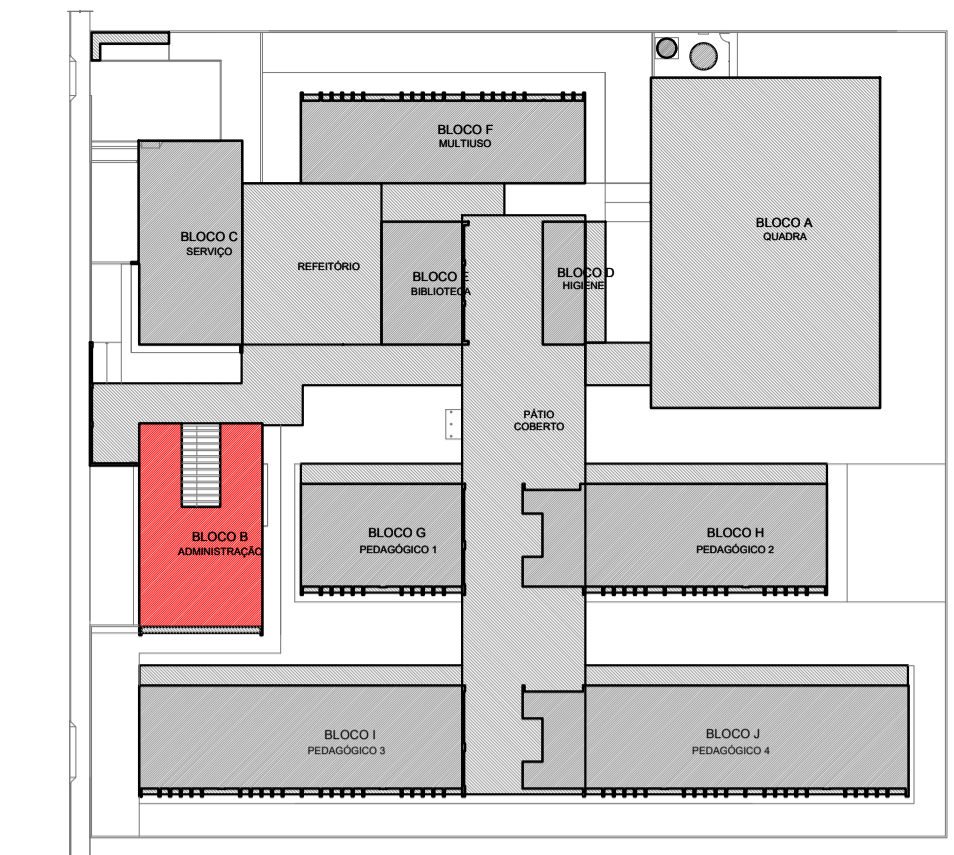 BLOCO F
MULTIUSO
BLOCO A
QUADRA
BLOCO C
SERVIÇO
REFEITÓRIO
BLOCO E
BIBLIOTECA
BLOCO D
HIGIENE
PÁTIO
COBERTO
BLOCO B
ADMINISTRAÇÃO
BLOCO G
PEDAGÓGICO 1
BLOCO H
PEDAGÓGICO 2
BLOCO I
PEDAGÓGICO 3
BLOCO J
PEDAGÓGICO 4